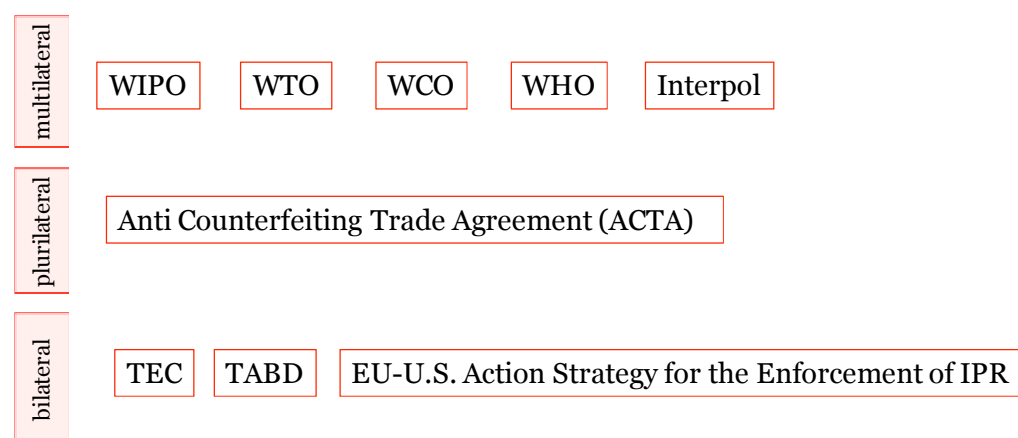 multilateral
WIPO WTO WCO WHO Interpol
plurilateral
Anti Counterfeiting Trade Agreement (ACTA)
bilateral
TEC TABD EU-U.S. Action Strategy for the Enforcement of IPR